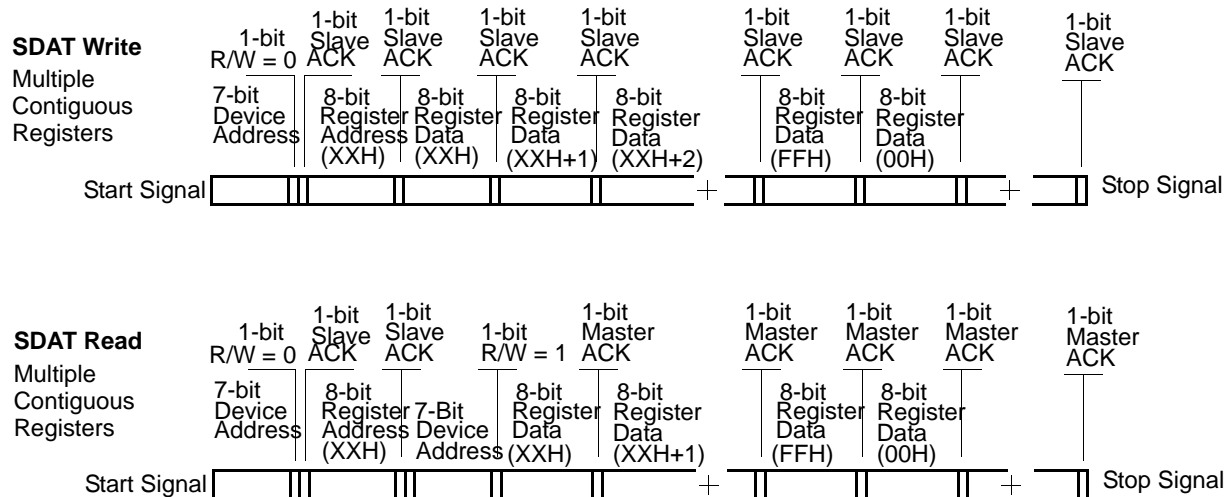 SDAT Write
Multiple
Contiguous
Registers
1-bit
R/W = 0
1-bit
Slave
ACK
1-bit
Slave
ACK
1-bit
Slave
ACK
1-bit
Slave
ACK
1-bit
Slave
ACK
1-bit
Slave
ACK
1-bit
Slave
ACK
1-bit
Slave
ACK
7-bit
Device
Address
8-bit
Register
Address
(XXH)
8-bit
Register
Data
(XXH)
8-bit
Register
Data
(XXH+1)
8-bit
Register
Data
(XXH+2)
8-bit
Register
Data
(FFH)
8-bit
Register
Data
(00H)
Start Signal
Stop Signal
SDAT Read
Multiple
Contiguous
Registers
1-bit
R/W = 0
1-bit
Slave
ACK
1-bit
Slave
ACK
1-bit
R/W = 1
1-bit
Master
ACK
1-bit
Master
ACK
1-bit
Master
ACK
1-bit
Master
ACK
1-bit
Master
ACK
7-bit
Device
Address
8-bit
Register
Address
(XXH)
7-Bit
Device
Address
8-bit
Register
Data
(XXH)
8-bit
Register
Data
(XXH+1)
8-bit
Register
Data
(FFH)
8-bit
Register
Data
(00H)
Start Signal
Stop Signal